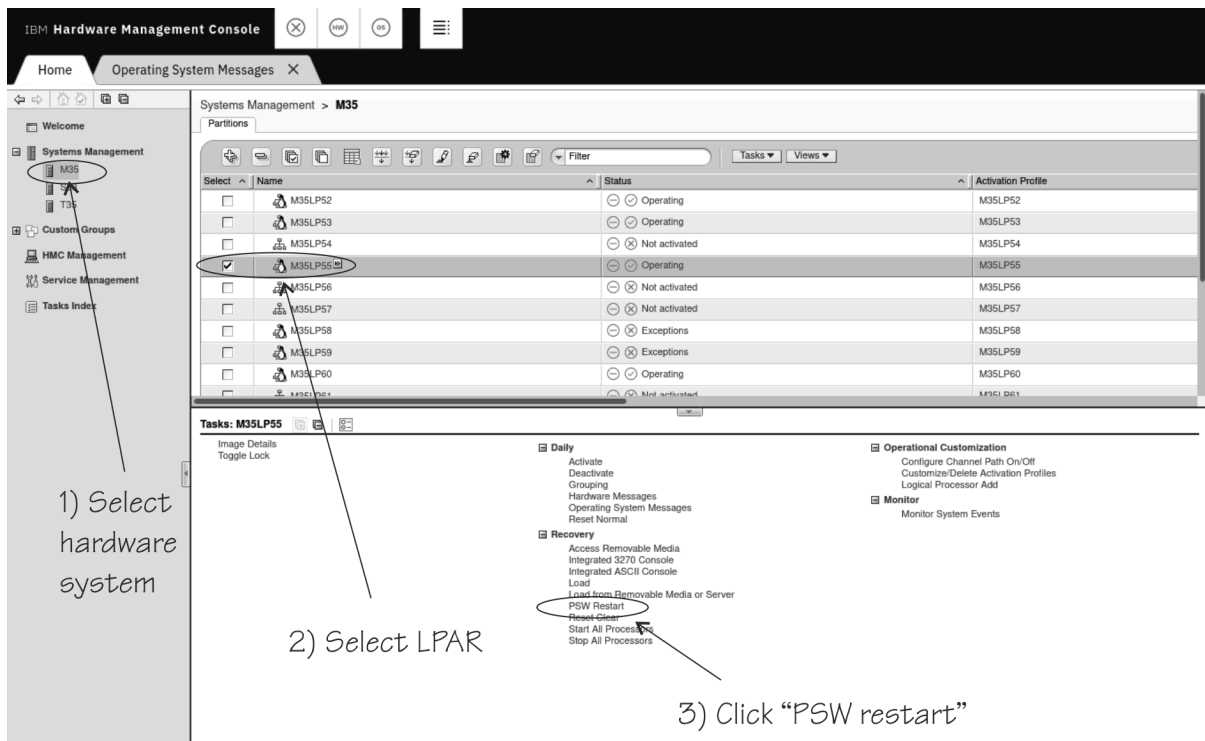 IBM Hardware Management Console
HW
OS
Home
Operating System Messages
Welcome
Systems Management
M35
T35
Custom Groups
HMC Management
Service Management
Tasks Index
Systems Management > M35
Partitions
Filter
Tasks
Views
Select Name Status Activation Profile
M35LP52 Operating M35LP52
M35LP53 Operating M35LP53
M35LP54 Not activated M35LP54
M35LP55 Operating M35LP55
M35LP56 Not activated M35LP56
M35LP57 Not activated M35LP57
M35LP58 Exceptions M35LP58
M35LP59 Exceptions M35LP59
M35LP60 Operating M35LP60
M35LP61 Not activated M35LP61
Tasks: M35LP55
Image Details
Toggle Lock
Daily
Activate
Deactivate
Grouping
Hardware Messages
Operating System Messages
Reset Normal
Recovery
Access Removable Media
Integrated 3270 Console
Integrated ASCII Console
Load
Load from Removable Media or Server
PSW Restart
Reset Clear
Start All Processors
Stop All Processors
Operational Customization
Configure Channel Path On/Off
Customize/Delete Activation Profiles
Logical Processor Add
Monitor
Monitor System Events
1) Select
hardware
system
2) Select LPAR
3) Click “PSW restart”